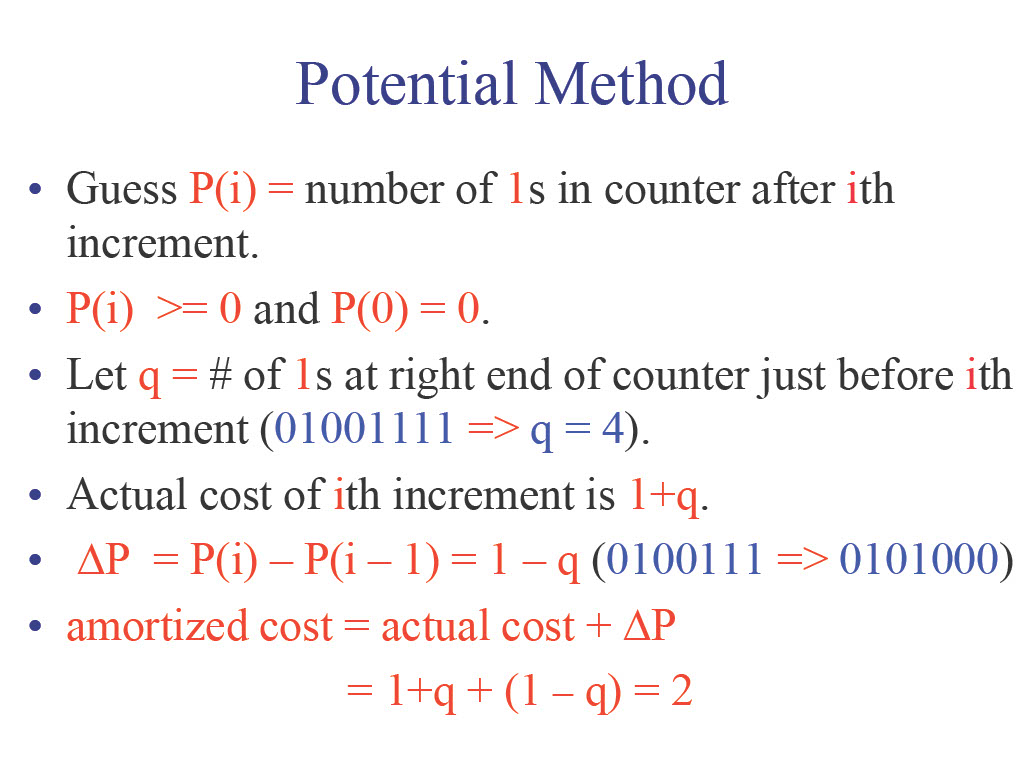 Potential Method
• Guess P(i) = number of 1s in counter after ith
increment.
• P(i) >= 0 and P(0) = 0.
• Let q = # of 1s at right end of counter just before ith
increment (01001111 => q = 4).
• Actual cost of ith increment is 1+q.
• ΔP = P(i) – P(i – 1) = 1 – q (0100111 => 0101000)
• amortized cost = actual cost + ΔP
= 1+q + (1 – q) = 2